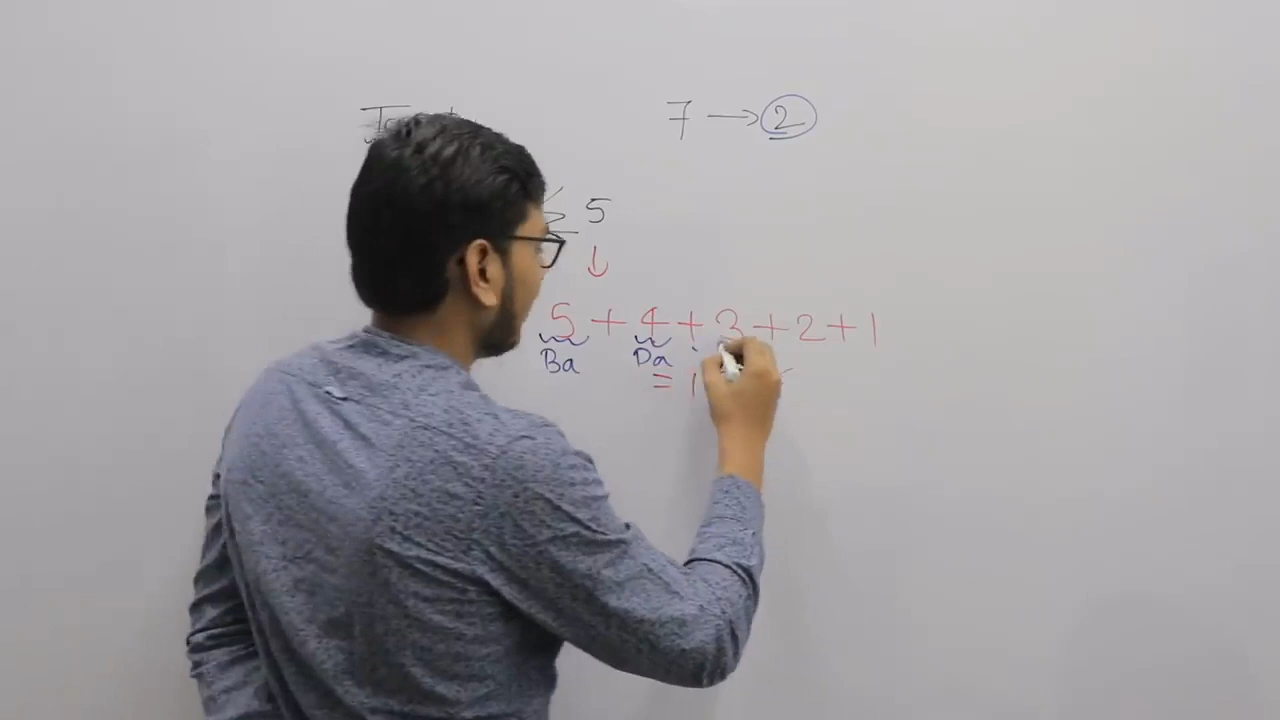 7 → 2
5
↓
5 + 4 + 3 + 2 + 1
Ba Da
= 1